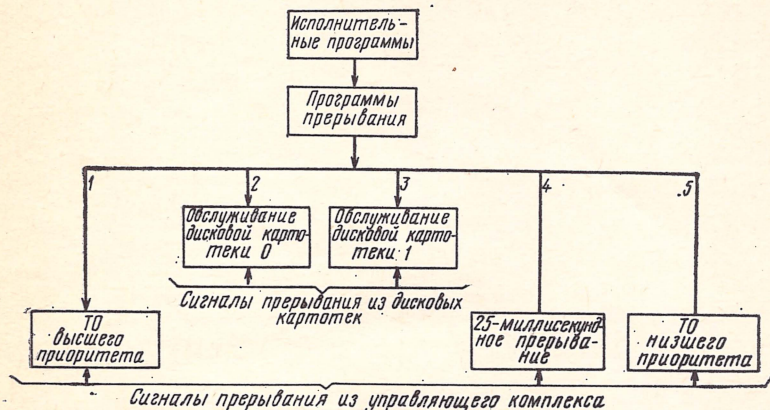 Исполнитель-
ные программы
Программы
прерывания
1
2
3
4
.5
Обслуживание
дисковой карто-
теки 0
Обслуживание
дисковой карто-
теки 1
Сигналы прерывания из дисковых
картотек
ТО
высшего
приоритета
25-миллисекунд-
ное прерыва-
ние
ТО
низшего
приоритета
Сигналы прерывания из управляющего комплекса